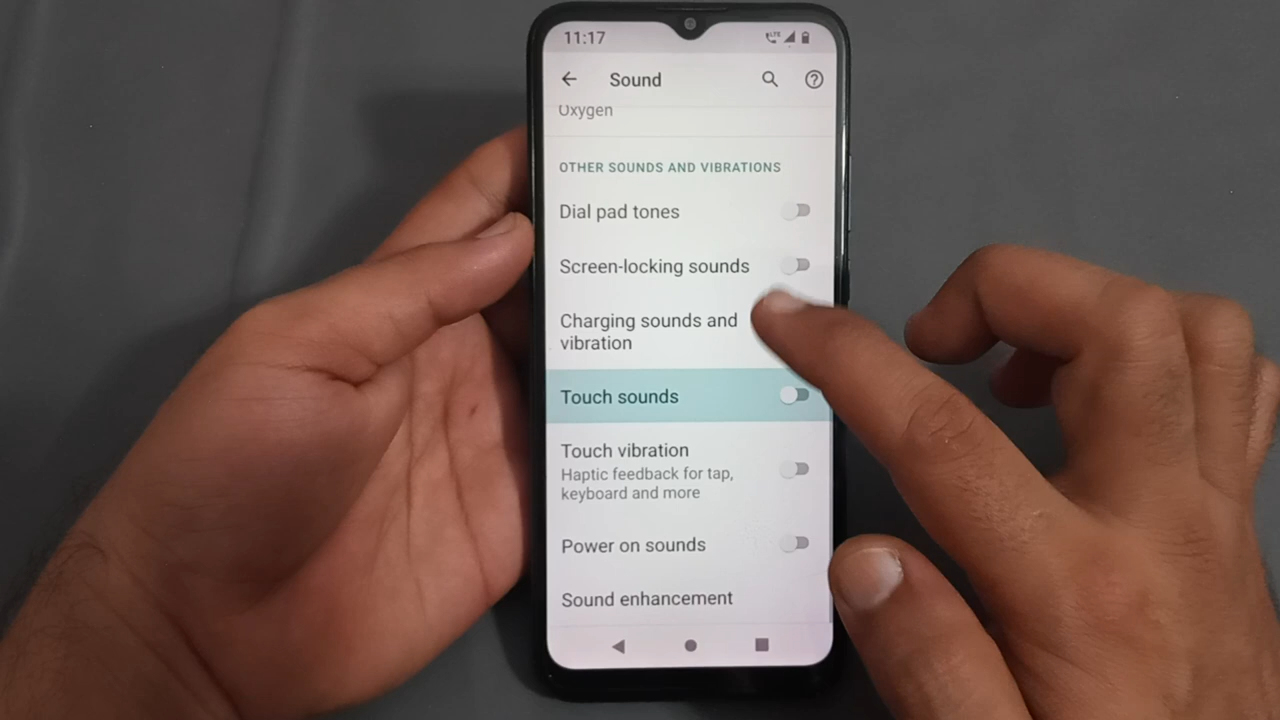 11:17
LTE
Sound
Oxygen
OTHER SOUNDS AND VIBRATIONS
Dial pad tones
Screen-locking sounds
Charging sounds and
vibration
Touch sounds
Touch vibration
Haptic feedback for tap,
keyboard and more
Power on sounds
Sound enhancement